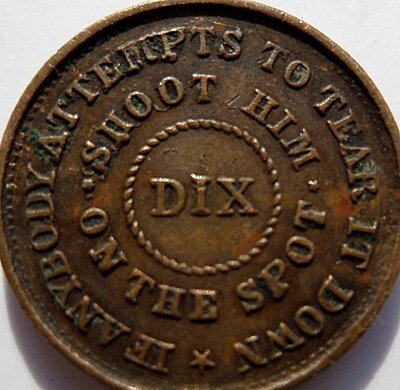 IF ANYBODY ATTEMPTS TO TEAR IT DOWN
SHOOT HIM
ON THE SPOT
DIX